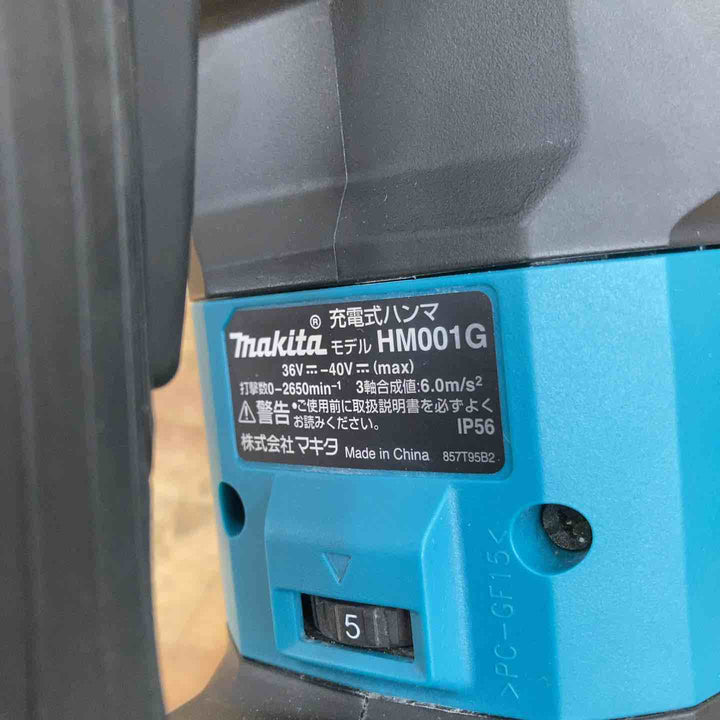 充電式ハンマ
makita® モデル HM001G
36V⎓-40V⎓(max)
打撃数0-2650min⁻¹ 3軸合成値:6.0m/s²
⚠警告 •ご使用前に取扱説明書を必ずよく
お読みください。 IP56
株式会社マキタ Made in China 857T95B2
5
>PC-GF15<